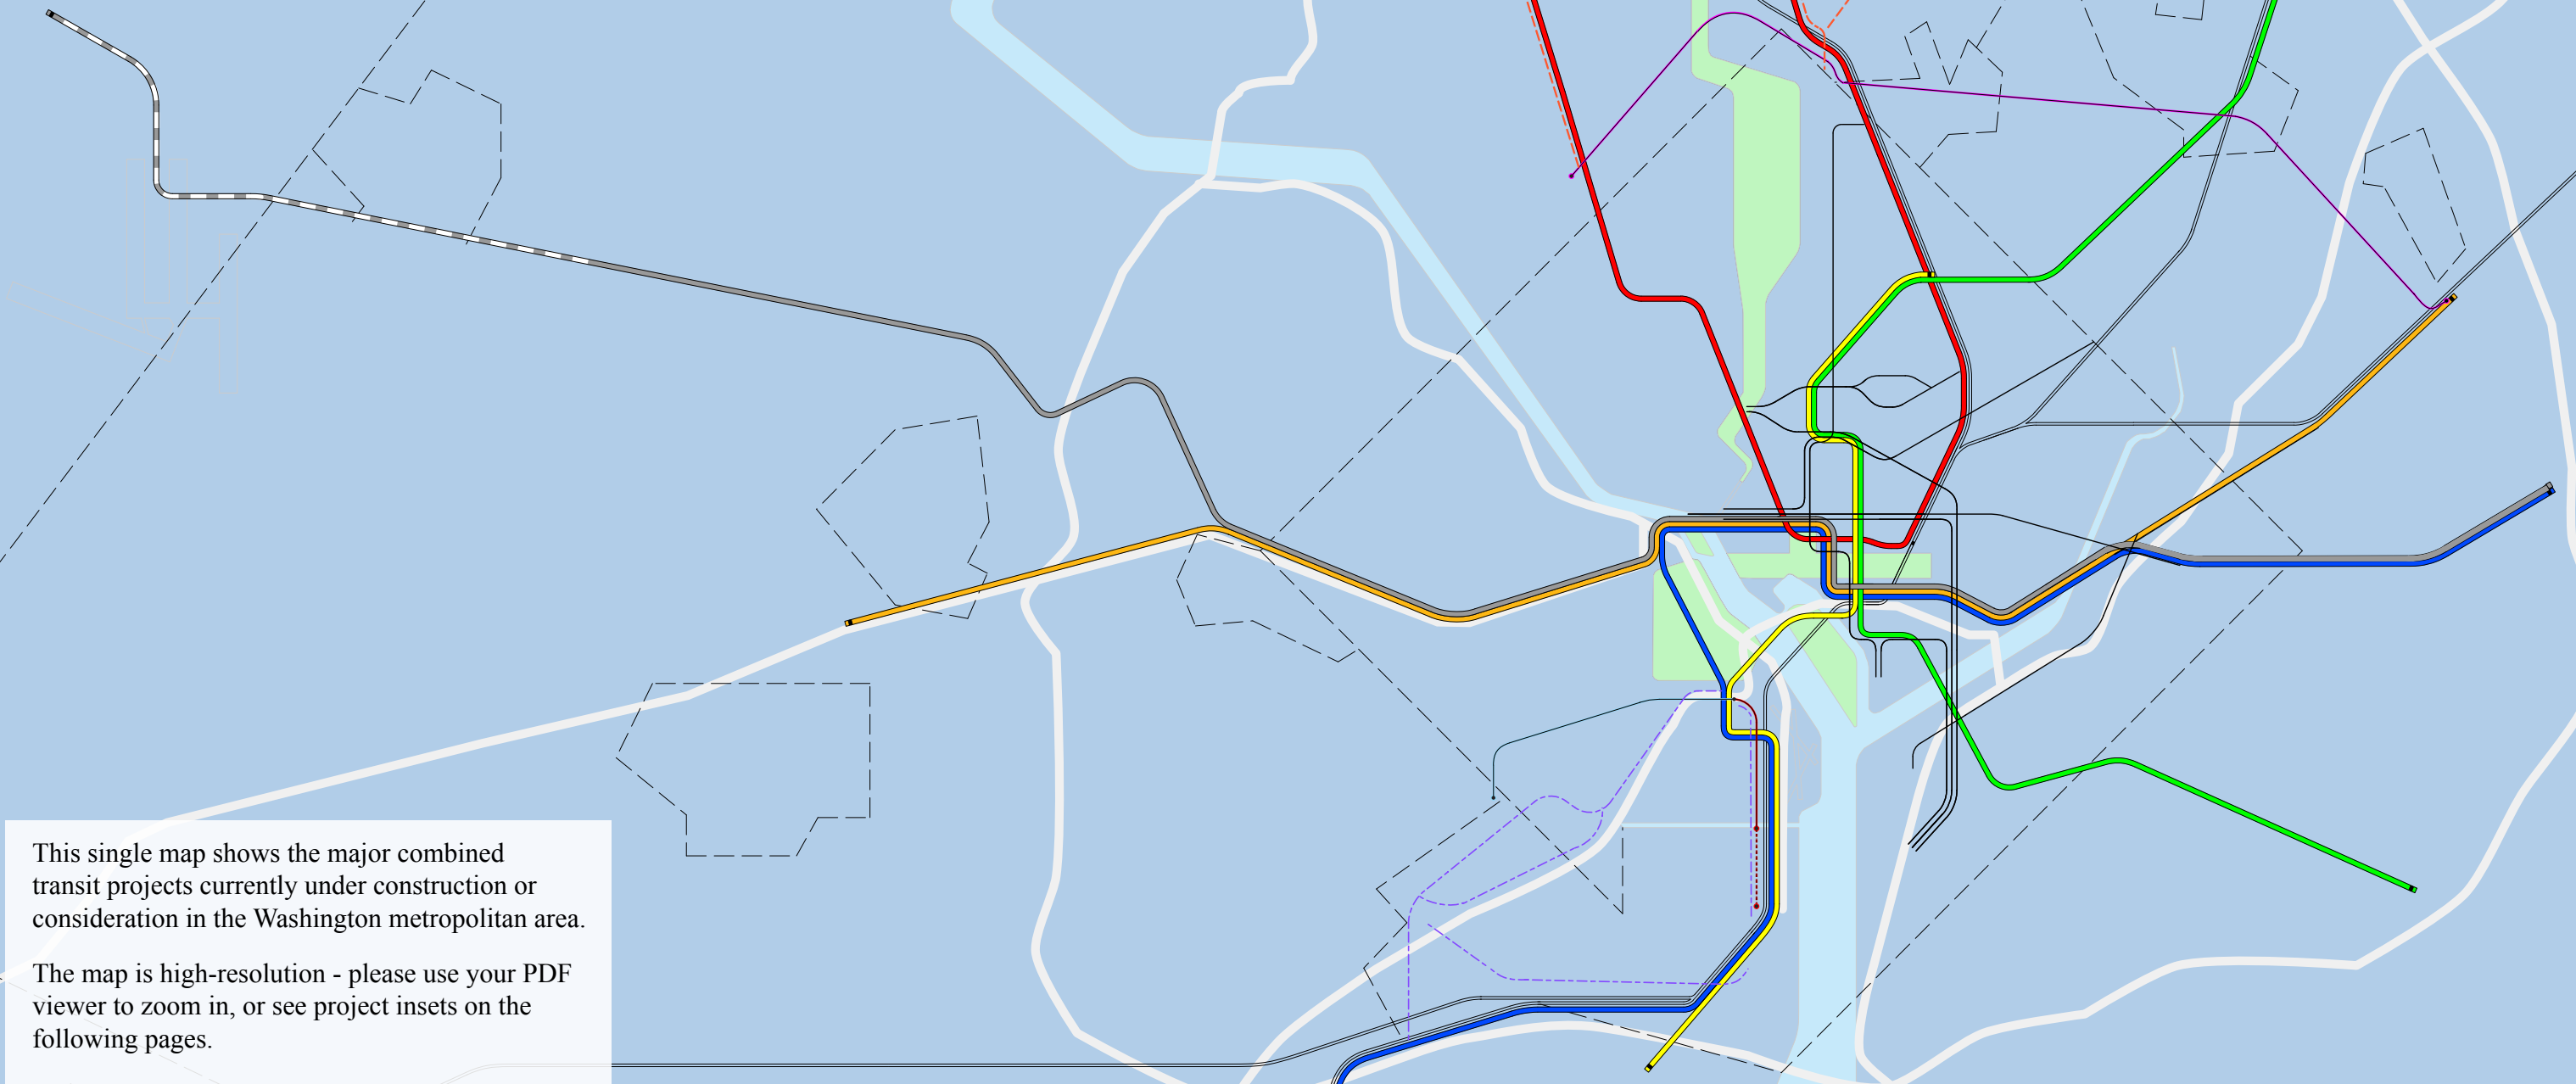 This single map shows the major combined
transit projects currently under construction or
consideration in the Washington metropolitan area.
The map is high-resolution - please use your PDF
viewer to zoom in, or see project insets on the
following pages.